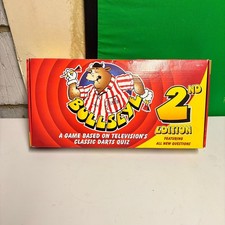 BULLSEYE
A GAME BASED ON TELEVISION'S
CLASSIC DARTS QUIZ
2ND
EDITION
FEATURING
ALL NEW QUESTIONS